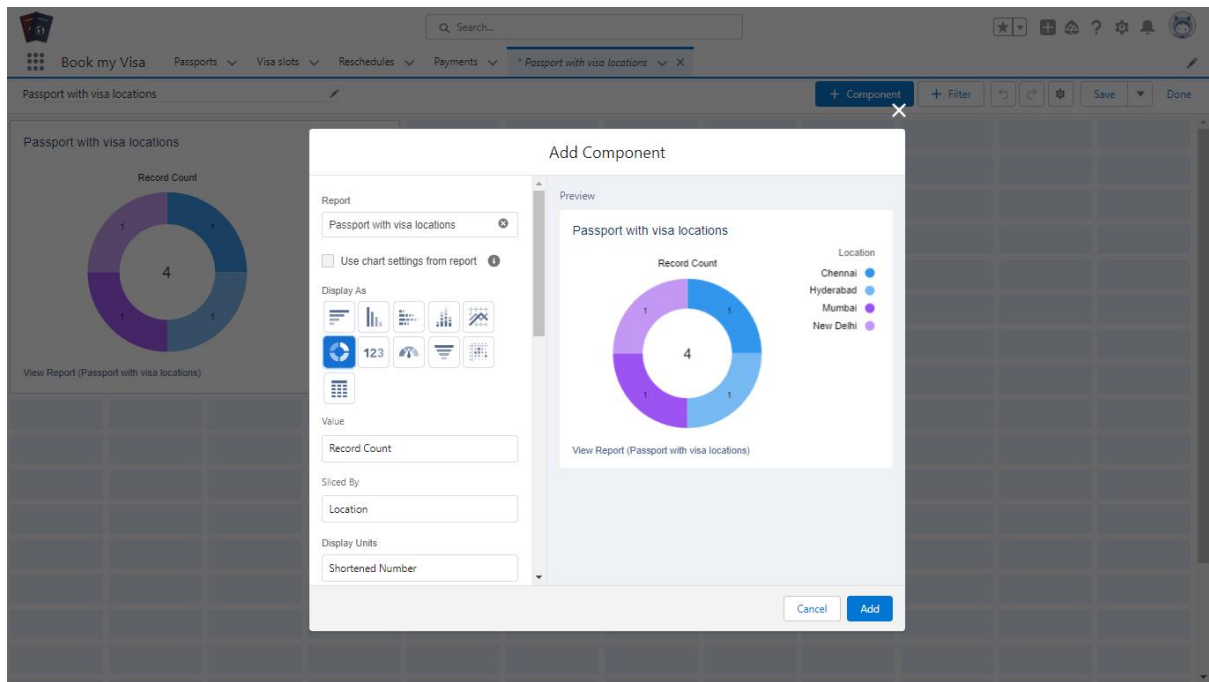 Search...
Book my Visa
Passports
Visa slots
Reschedules
Payments
* Passport with visa locations
Passport with visa locations
+ Component
+ Filter
Save
Done
Passport with visa locations
Record Count
1
1
4
1
1
View Report (Passport with visa locations)
Add Component
Report
Passport with visa locations
Use chart settings from report
Display As
123
Value
Record Count
Sliced By
Location
Display Units
Shortened Number
Preview
Passport with visa locations
Record Count
1
1
4
1
1
Location
Chennai
Hyderabad
Mumbai
New Delhi
View Report (Passport with visa locations)
Cancel
Add